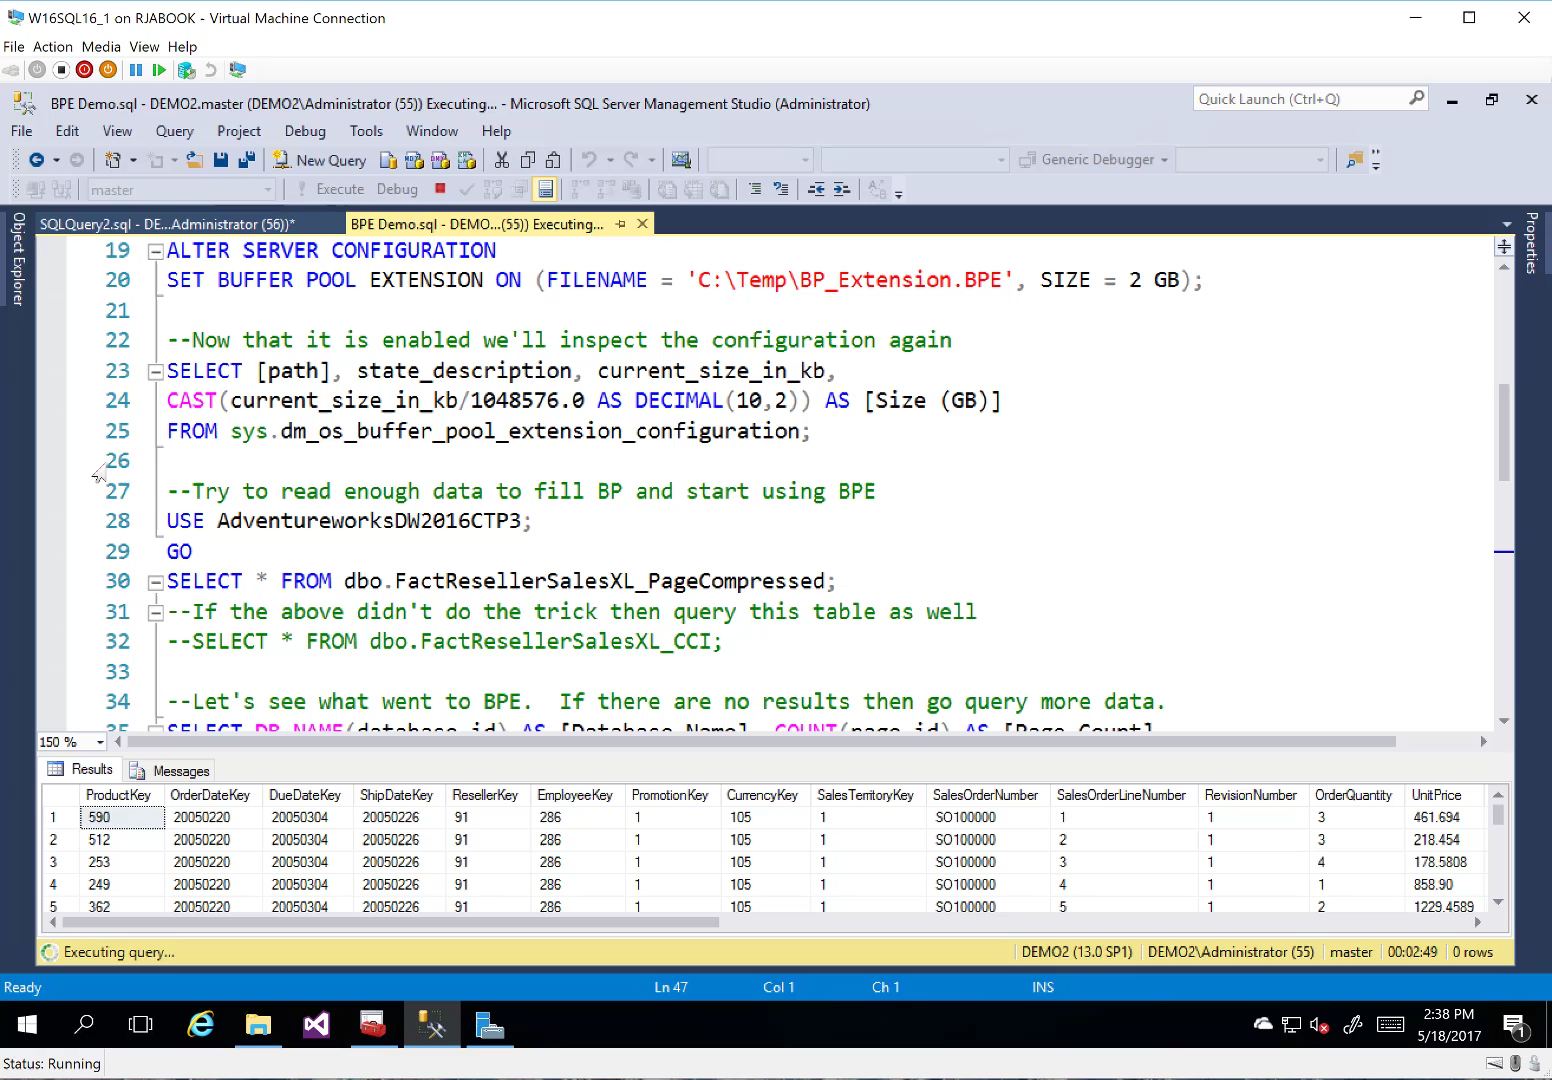 W16SQL16_1 on RJABOOK - Virtual Machine Connection
File Action Media View Help
BPE Demo.sql - DEMO2.master (DEMO2\Administrator (55)) Executing... - Microsoft SQL Server Management Studio (Administrator)
Quick Launch (Ctrl+Q)
File Edit View Query Project Debug Tools Window Help
New Query
Generic Debugger
master
Execute Debug
Object Explorer
SQLQuery2.sql - DE...Administrator (56))*
BPE Demo.sql - DEMO...(55)) Executing...
Properties
19 ALTER SERVER CONFIGURATION
20 SET BUFFER POOL EXTENSION ON (FILENAME = 'C:\Temp\BP_Extension.BPE', SIZE = 2 GB);
21
22 --Now that it is enabled we'll inspect the configuration again
23 SELECT [path], state_description, current_size_in_kb,
24 CAST(current_size_in_kb/1048576.0 AS DECIMAL(10,2)) AS [Size (GB)]
25 FROM sys.dm_os_buffer_pool_extension_configuration;
26
27 --Try to read enough data to fill BP and start using BPE
28 USE AdventureworksDW2016CTP3;
29 GO
30 SELECT * FROM dbo.FactResellerSalesXL_PageCompressed;
31 --If the above didn't do the trick then query this table as well
32 --SELECT * FROM dbo.FactResellerSalesXL_CCI;
33
34 --Let's see what went to BPE.  If there are no results then go query more data.
35 SELECT DB_NAME(database_id) AS [Database Name], COUNT(page_id) AS [Page Count]
150 %
Results Messages
ProductKey OrderDateKey DueDateKey ShipDateKey ResellerKey EmployeeKey PromotionKey CurrencyKey SalesTerritoryKey SalesOrderNumber SalesOrderLineNumber RevisionNumber OrderQuantity UnitPrice
1 590 20050220 20050304 20050226 91 286 1 105 1 SO100000 1 1 3 461.694
2 512 20050220 20050304 20050226 91 286 1 105 1 SO100000 2 1 3 218.454
3 253 20050220 20050304 20050226 91 286 1 105 1 SO100000 3 1 4 178.5808
4 249 20050220 20050304 20050226 91 286 1 105 1 SO100000 4 1 1 858.90
5 362 20050220 20050304 20050226 91 286 1 105 1 SO100000 5 1 2 1229.4589
Executing query...
DEMO2 (13.0 SP1) DEMO2\Administrator (55) master 00:02:49 0 rows
Ready
Ln 47 Col 1 Ch 1 INS
2:38 PM
5/18/2017
1
Status: Running